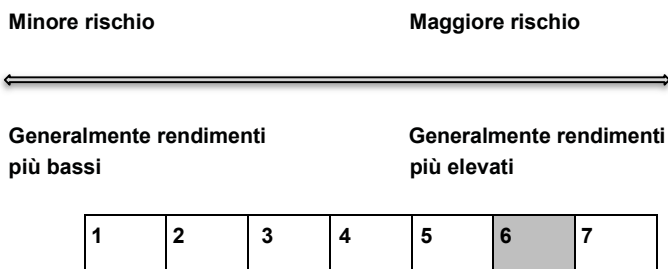 Minore rischio Maggiore rischio
Generalmente rendimenti Generalmente rendimenti
più bassi più elevati
1 2 3 4 5 6 7